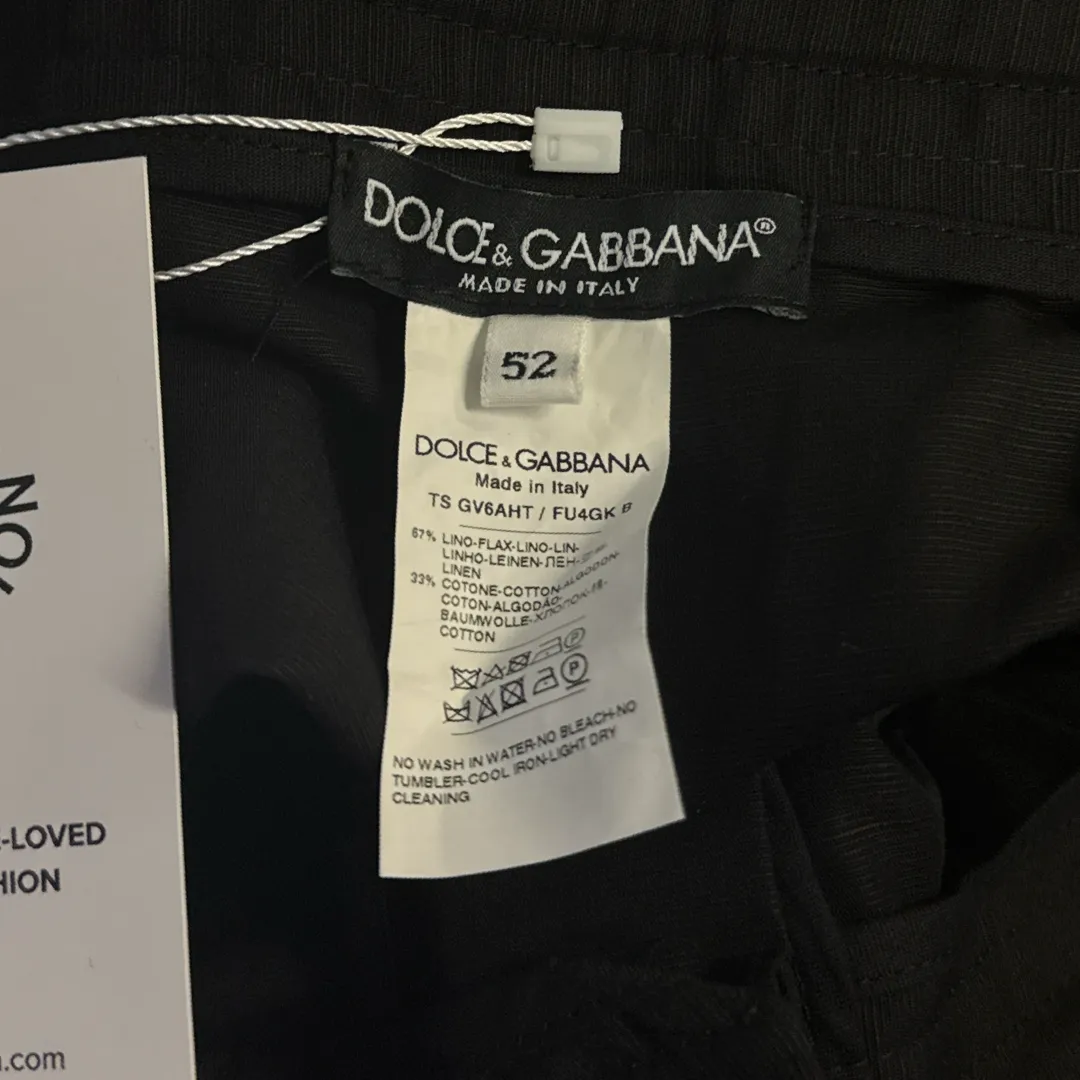 DOLCE & GABBANA®
MADE IN ITALY
52
DOLCE & GABBANA
Made in Italy
TS GV6AHT / FU4GK B
67% LINO-FLAX-LINO-LIN-
LINHO-LEINEN-ЛЕН-
LINEN
33% COTONE-COTTON-ALGODON-
COTON-ALGODÃO-
BAUMWOLLE-ХЛОПОК-
COTTON
P
P
NO WASH IN WATER-NO BLEACH-NO
TUMBLER-COOL IRON-LIGHT DRY
CLEANING
-LOVED
HION
.com